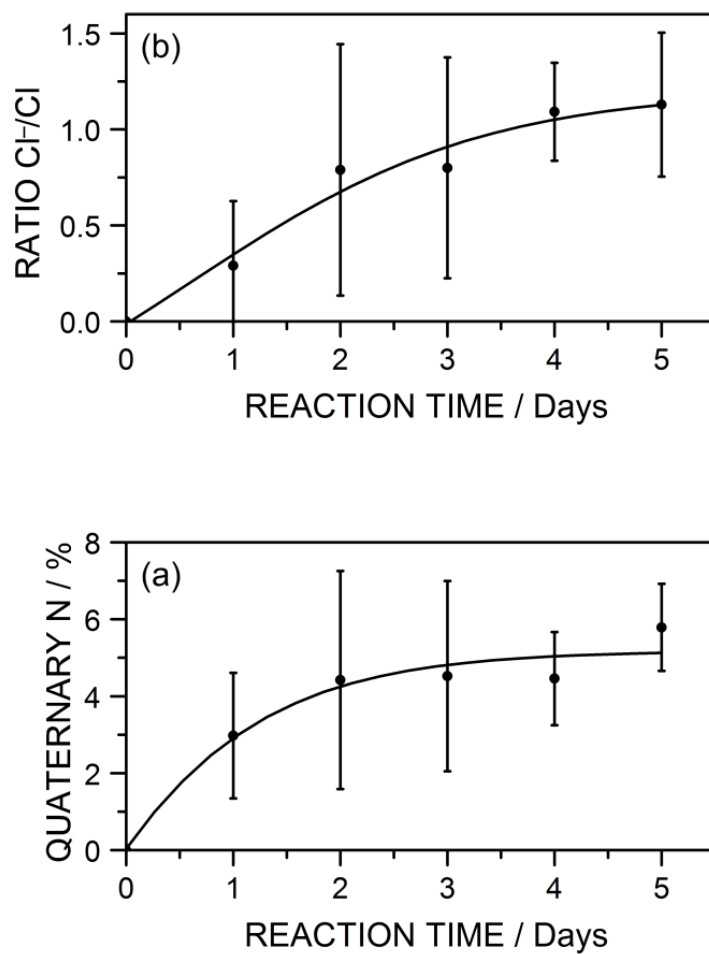 (b)
RATIO Cl⁻/Cl
1.5
1.0
0.5
0.0
0 1 2 3 4 5
REACTION TIME / Days
(a)
QUATERNARY N / %
8
6
4
2
0
0 1 2 3 4 5
REACTION TIME / Days